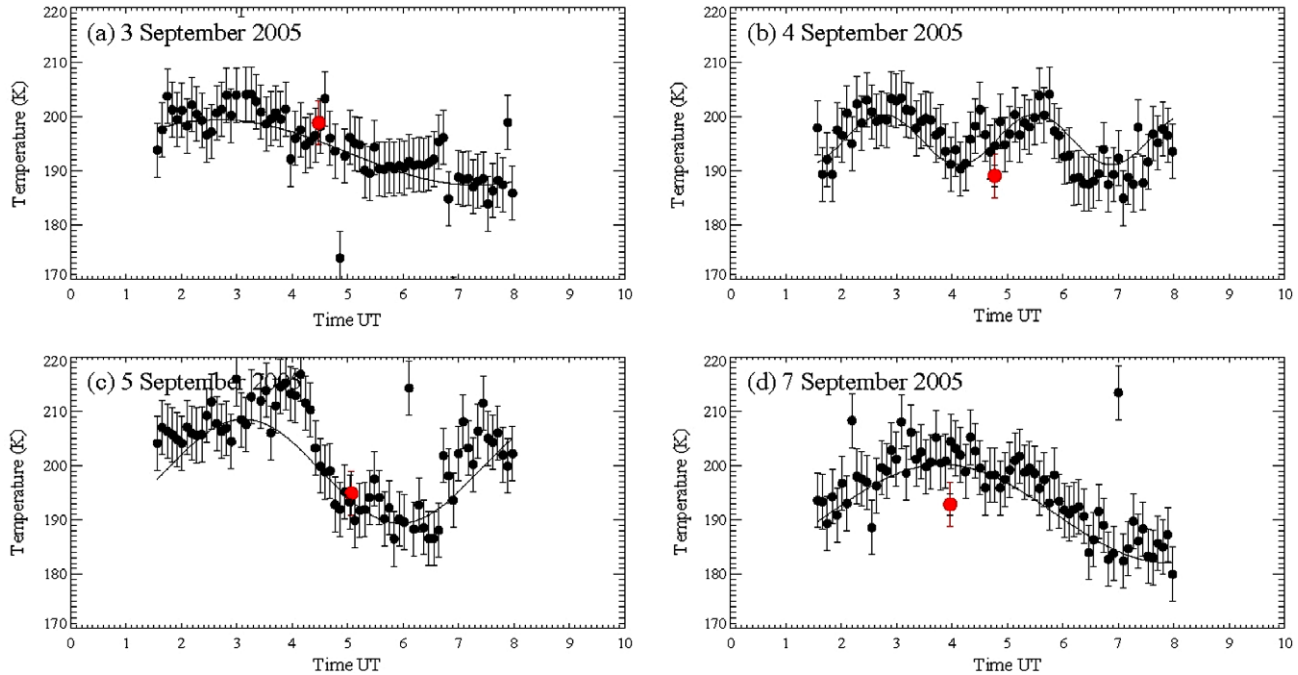 (a) 3 September 2005
Temperature (K)
220
210
200
190
180
170
0 1 2 3 4 5 6 7 8 9 10
Time UT
(b) 4 September 2005
Temperature (K)
220
210
200
190
180
170
0 1 2 3 4 5 6 7 8 9 10
Time UT
(c) 5 September 2005
Temperature (K)
220
210
200
190
180
170
0 1 2 3 4 5 6 7 8 9 10
Time UT
(d) 7 September 2005
Temperature (K)
220
210
200
190
180
170
0 1 2 3 4 5 6 7 8 9 10
Time UT